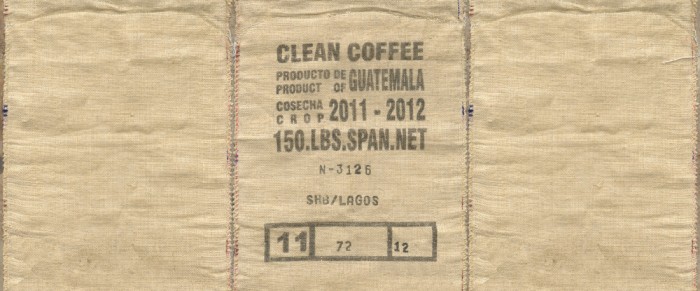 CLEAN COFFEE
PRODUCTO DE
PRODUCT OF GUATEMALA
COSECHA
CROP 2011 - 2012
150.LBS.SPAN.NET
N-3126
SHB/LAGOS
11 72 12